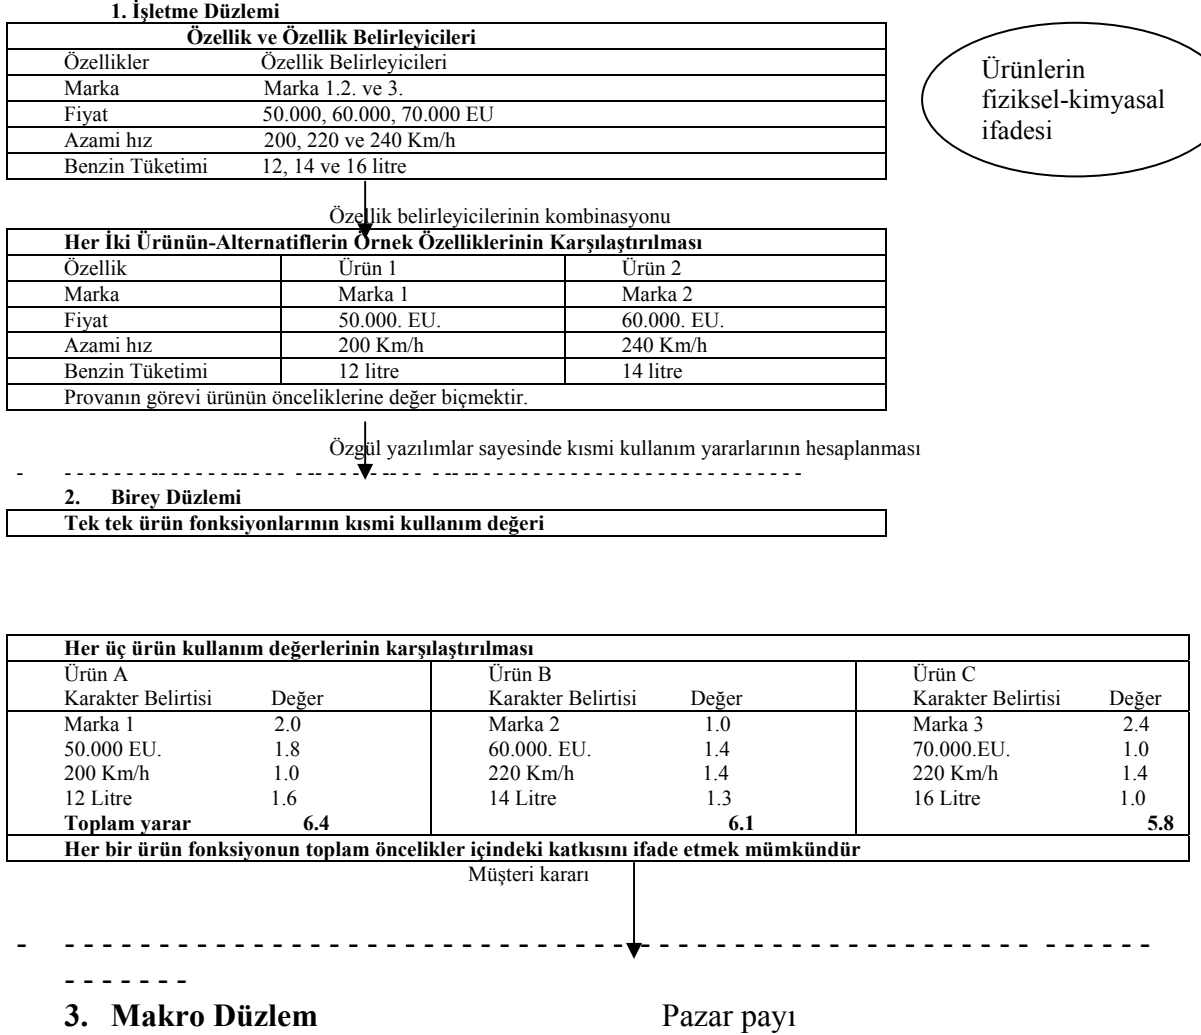 1. İşletme Düzlemi
Özellik ve Özellik Belirleyicileri
Özellikler Özellik Belirleyicileri
Marka Marka 1.2. ve 3.
Fiyat 50.000, 60.000, 70.000 EU
Azami hız 200, 220 ve 240 Km/h
Benzin Tüketimi 12, 14 ve 16 litre
Ürünlerin
fiziksel-kimyasal
ifadesi
Özellik belirleyicilerinin kombinasyonu
Her İki Ürünün-Alternatiflerin Örnek Özelliklerinin Karşılaştırılması
Özellik Ürün 1 Ürün 2
Marka Marka 1 Marka 2
Fiyat 50.000. EU. 60.000. EU.
Azami hız 200 Km/h 240 Km/h
Benzin Tüketimi 12 litre 14 litre
Provanın görevi ürünün önceliklerine değer biçmektir.
Özgül yazılımlar sayesinde kısmi kullanım yararlarının hesaplanması
2. Birey Düzlemi
Tek tek ürün fonksiyonlarının kısmi kullanım değeri
Her üç ürün kullanım değerlerinin karşılaştırılması
Ürün A Ürün B Ürün C
Karakter Belirtisi Değer Karakter Belirtisi Değer Karakter Belirtisi Değer
Marka 1 2.0 Marka 2 1.0 Marka 3 2.4
50.000 EU. 1.8 60.000. EU. 1.4 70.000.EU. 1.0
200 Km/h 1.0 220 Km/h 1.4 220 Km/h 1.4
12 Litre 1.6 14 Litre 1.3 16 Litre 1.0
Toplam yarar 6.4 6.1 5.8
Her bir ürün fonksiyonun toplam öncelikler içindeki katkısını ifade etmek mümkündür
Müşteri kararı
3. Makro Düzlem Pazar payı